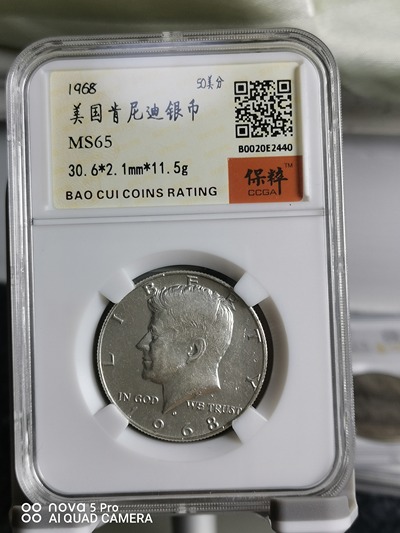 1968 50美分
美国肯尼迪银币
MS65
30.6*2.1mm*11.5g
BAO CUI COINS RATING
B0020E2440
保粹™
CCGA
LIBERTY
IN GOD WE TRUST
1968
nova 5 Pro
AI QUAD CAMERA